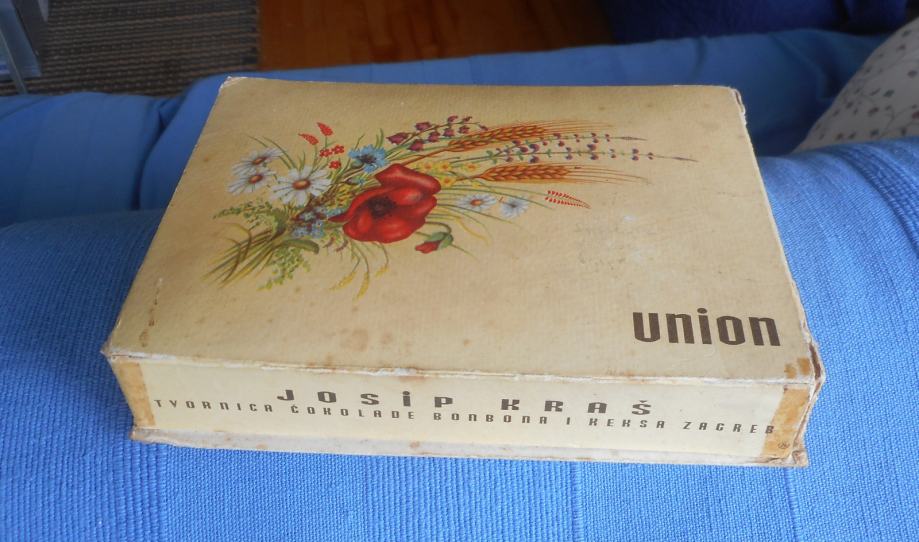 union
JOSiP KRAŠ
TVORNICA ČOKOLADE BONBONA I KEKSA ZAGREB